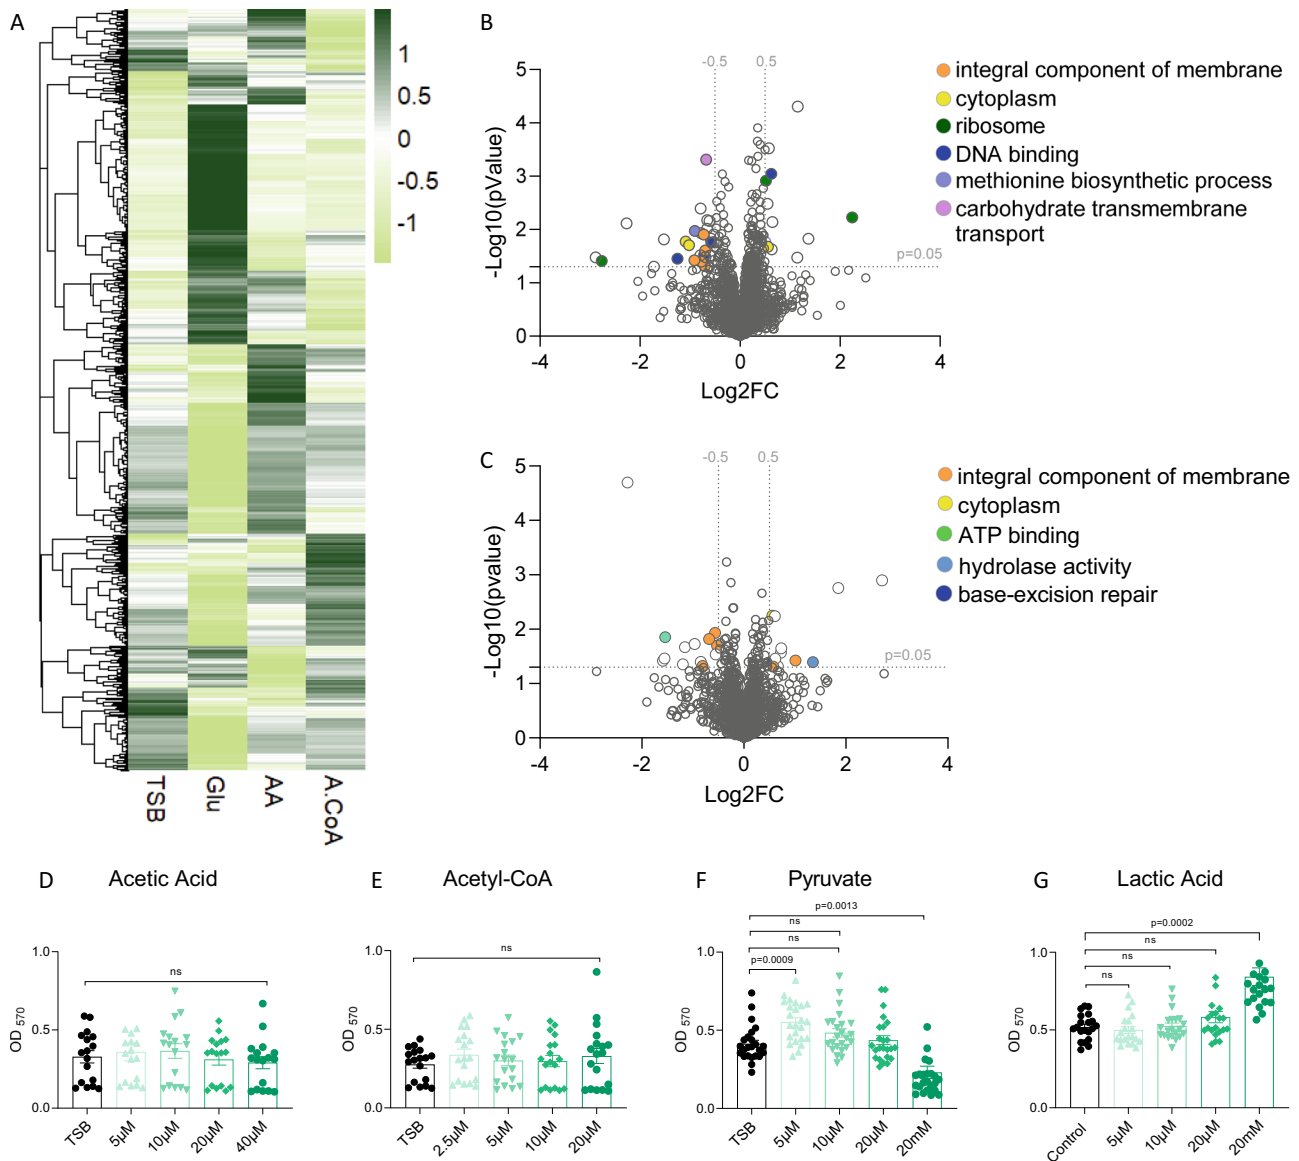 A
1
0.5
0
-0.5
-1
TSB
Glu
AA
A.CoA
B
-0.5
0.5
5
4
3
2
1
0
-Log10(pValue)
p=0.05
-4
-2
0
2
4
Log2FC
integral component of membrane
cytoplasm
ribosome
DNA binding
methionine biosynthetic process
carbohydrate transmembrane
transport
C
-0.5
0.5
5
4
3
2
1
0
-Log10(pvalue)
p=0.05
-4
-2
0
2
4
Log2FC
integral component of membrane
cytoplasm
ATP binding
hydrolase activity
base-excision repair
D
Acetic Acid
ns
1.0
0.5
0.0
OD 570
TSB
5µM
10µM
20µM
40µM
E
Acetyl-CoA
ns
1.0
0.5
0.0
OD 570
TSB
2.5µM
5µM
10µM
20µM
F
Pyruvate
p=0.0013
ns
ns
p=0.0009
1.0
0.5
0.0
OD 570
TSB
5µM
10µM
20µM
20mM
G
Lactic Acid
p=0.0002
ns
ns
ns
1.0
0.5
0.0
OD 570
Control
5µM
10µM
20µM
20mM